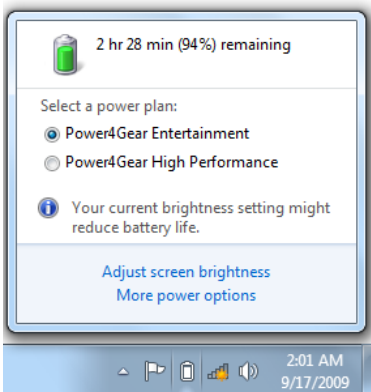 2 hr 28 min (94%) remaining
Select a power plan:
Power4Gear Entertainment
Power4Gear High Performance
Your current brightness setting might
reduce battery life.
Adjust screen brightness
More power options
2:01 AM
9/17/2009